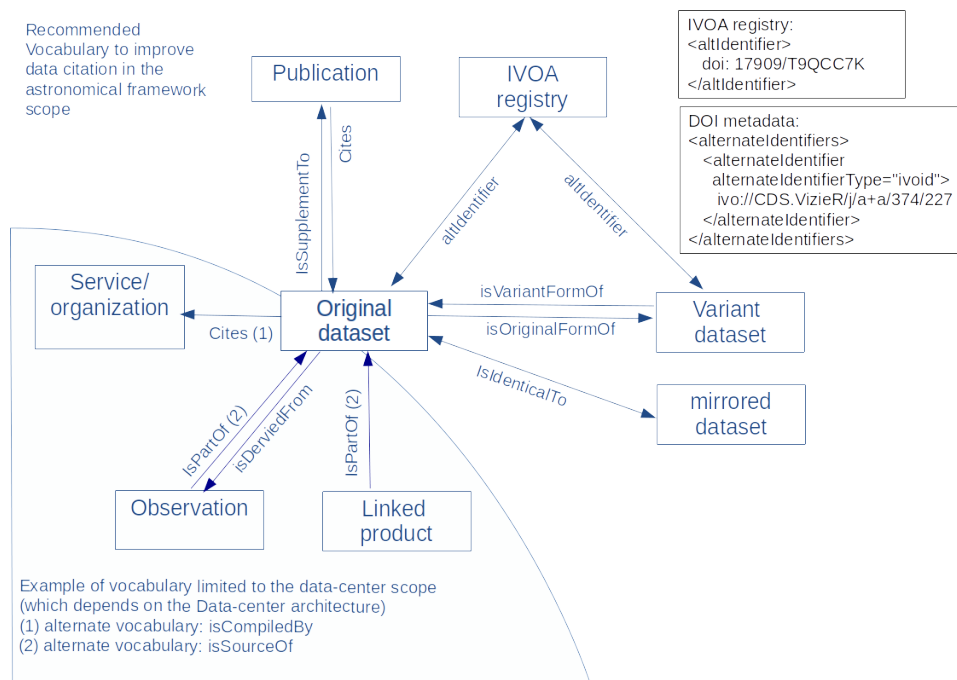 Recommended
Vocabulary to improve
data citation in the
astronomical framework
scope
Publication
IVOA
registry
IVOA registry:
<altIdentifier>
doi: 17909/T9QCC7K
</altIdentifier>
DOI metadata:
<alternateIdentifiers>
<alternateIdentifier
alternateIdentifierType="ivoid">
ivo://CDS.VizieR/j/a+a/374/227
</alternateIdentifier>
</alternateIdentifiers>
IsSupplementTo
Cites
altIdentifier
altIdentifier
Service/
organization
Cites (1)
Original
dataset
isVariantFormOf
isOriginalFormOf
Variant
dataset
IsIdenticalTo
mirrored
dataset
IsPartOf (2)
isDerviedFrom
IsPartOf (2)
Observation
Linked
product
Example of vocabulary limited to the data-center scope
(which depends on the Data-center architecture)
(1) alternate vocabulary: isCompiledBy
(2) alternate vocabulary: isSourceOf